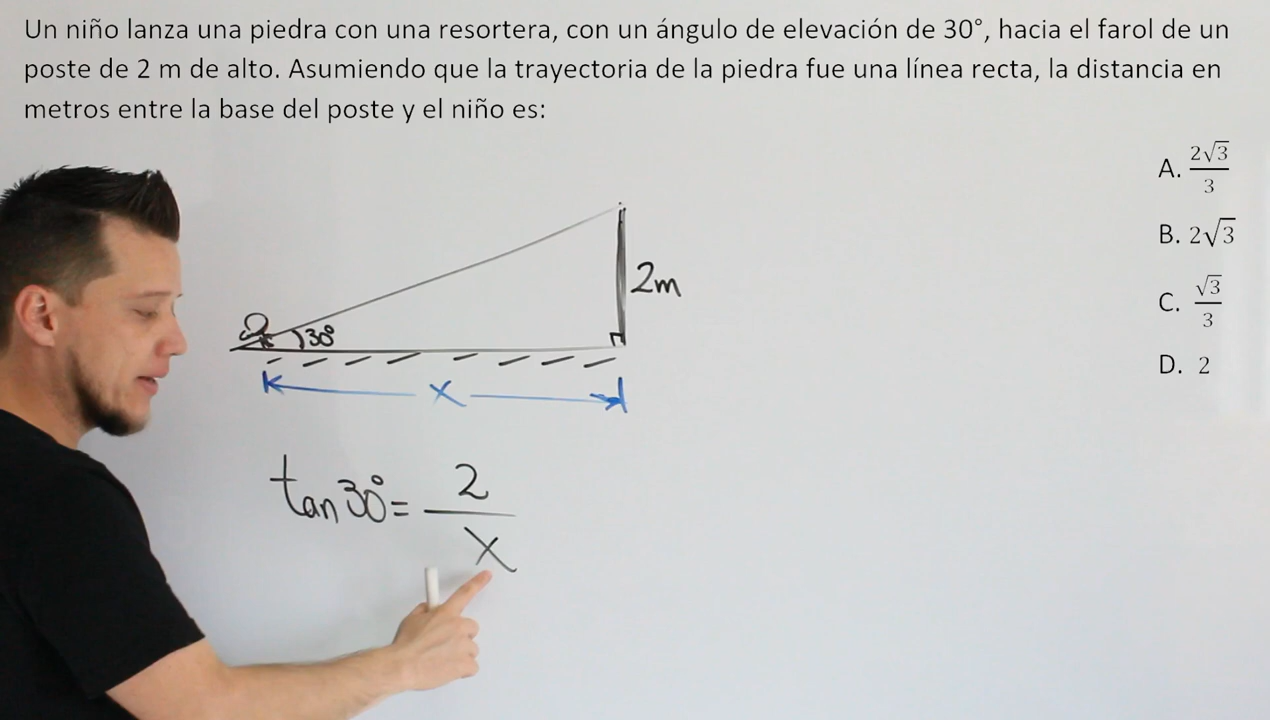 Un niño lanza una piedra con una resortera, con un ángulo de elevación de 30°, hacia el farol de un
poste de 2 m de alto. Asumiendo que la trayectoria de la piedra fue una línea recta, la distancia en
metros entre la base del poste y el niño es:
A. 2√3/3
B. 2√3
C. √3/3
D. 2
2m
30°
x
tan 30° = 2/x